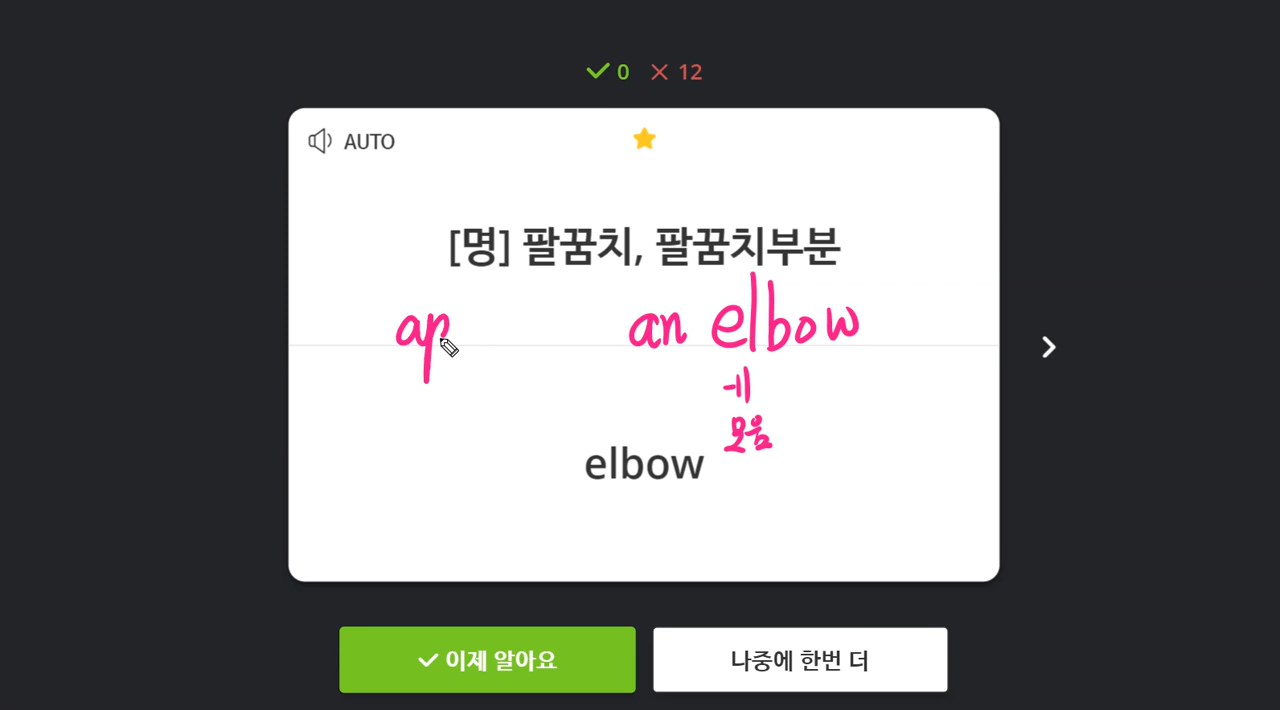 0 12
AUTO
[명] 팔꿈치, 팔꿈치부분
ap an elbow
ㅔ
모음
elbow
이제 알아요
나중에 한번 더